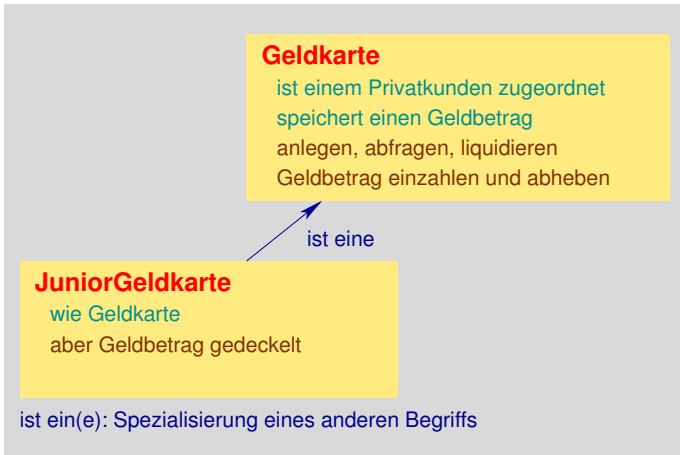 Geldkarte
ist einem Privatkunden zugeordnet
speichert einen Geldbetrag
anlegen, abfragen, liquidieren
Geldbetrag einzahlen und abheben
ist eine
JuniorGeldkarte
wie Geldkarte
aber Geldbetrag gedeckelt
ist ein(e): Spezialisierung eines anderen Begriffs